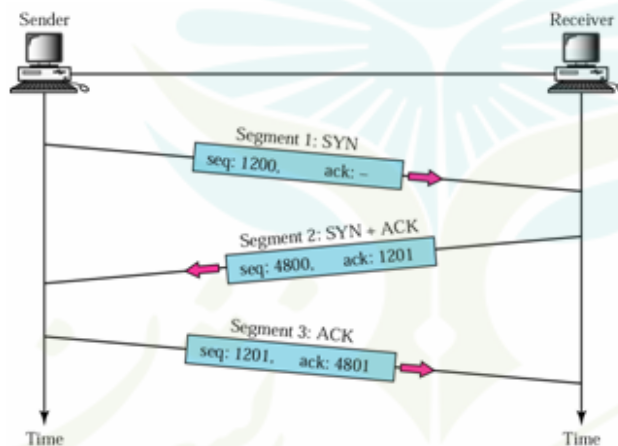 Sender
Receiver
Segment 1: SYN
seq: 1200, ack: –
Segment 2: SYN + ACK
seq: 4800, ack: 1201
Segment 3: ACK
seq: 1201, ack: 4801
Time
Time